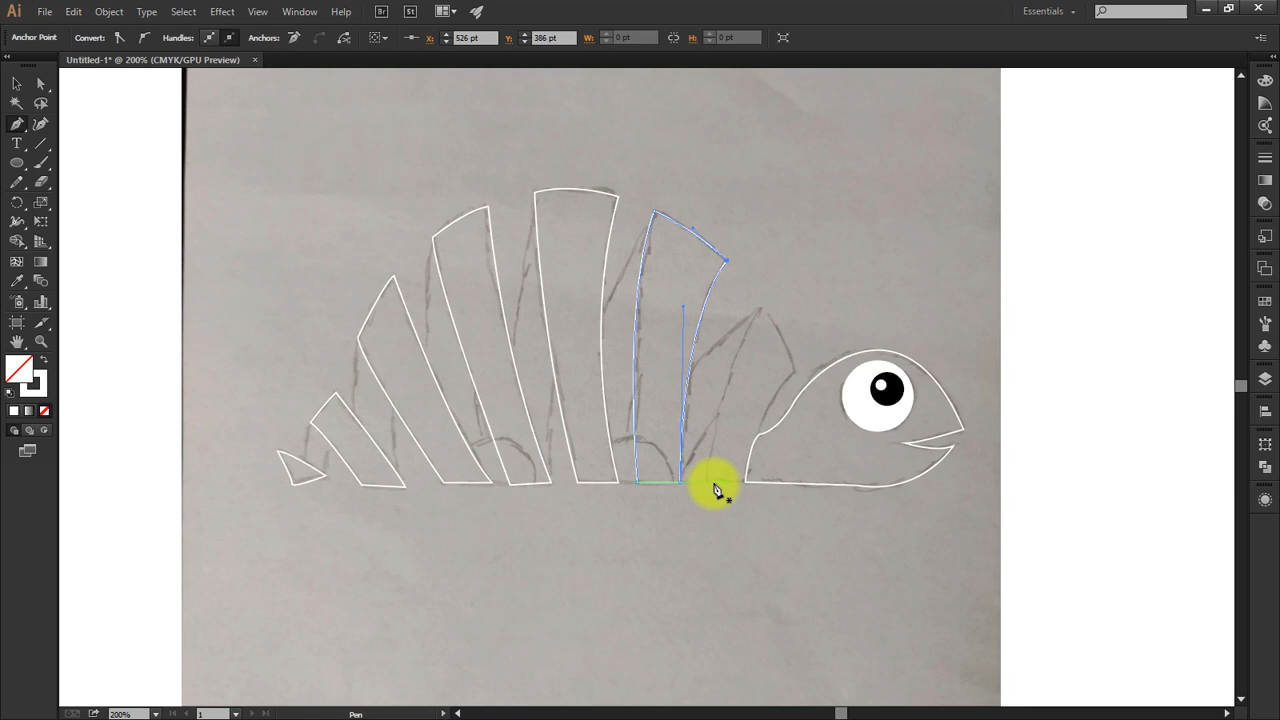 Ai File Edit Object Type Select Effect View Window Help Br St Essentials
Anchor Point Convert: Handles: Anchors: X: 526 pt Y: 386 pt W: 0 pt H: 0 pt
Untitled-1* @ 200% (CMYK/GPU Preview) ×
T
200% 1 Pen